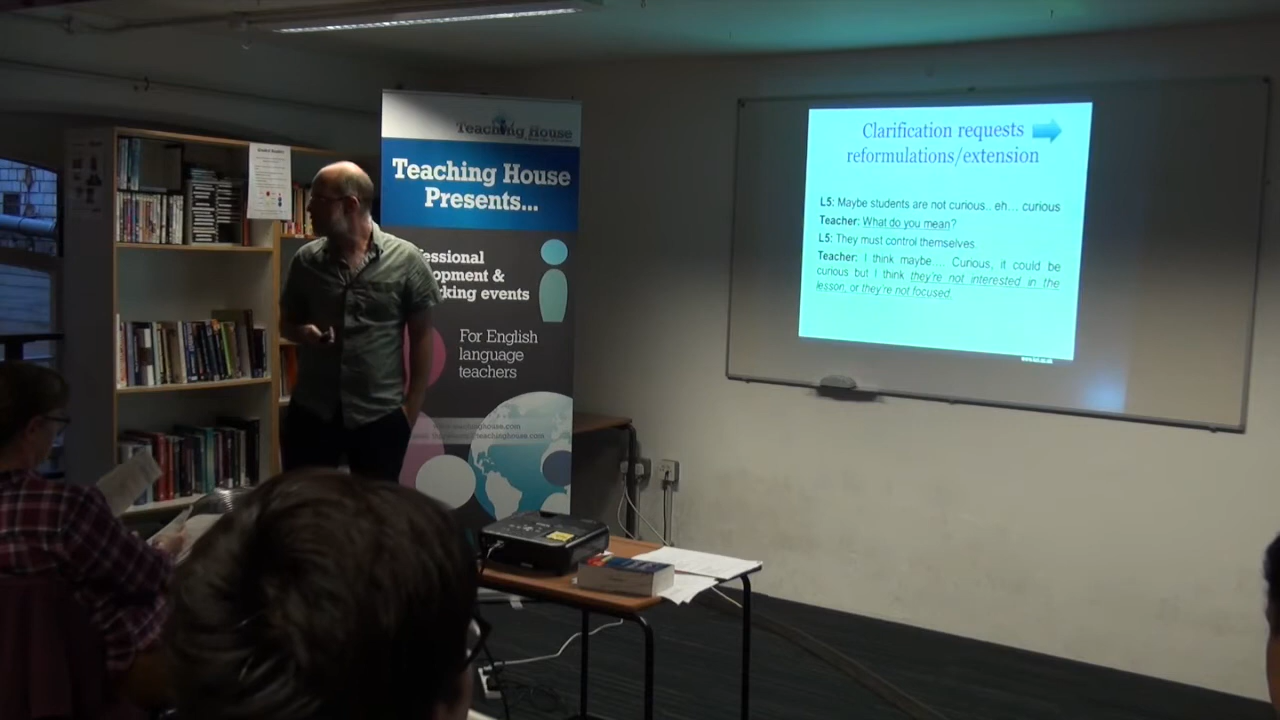 Teaching House
Teaching House
Presents...
essional
opment &
king events
For English
language
teachers
Clarification requests
reformulations/extension
L5: Maybe students are not curious.. eh… curious
Teacher: What do you mean?
L5: They must control themselves.
Teacher: I think maybe… Curious, it could be
curious but I think they're not interested in the
lesson, or they're not focused.